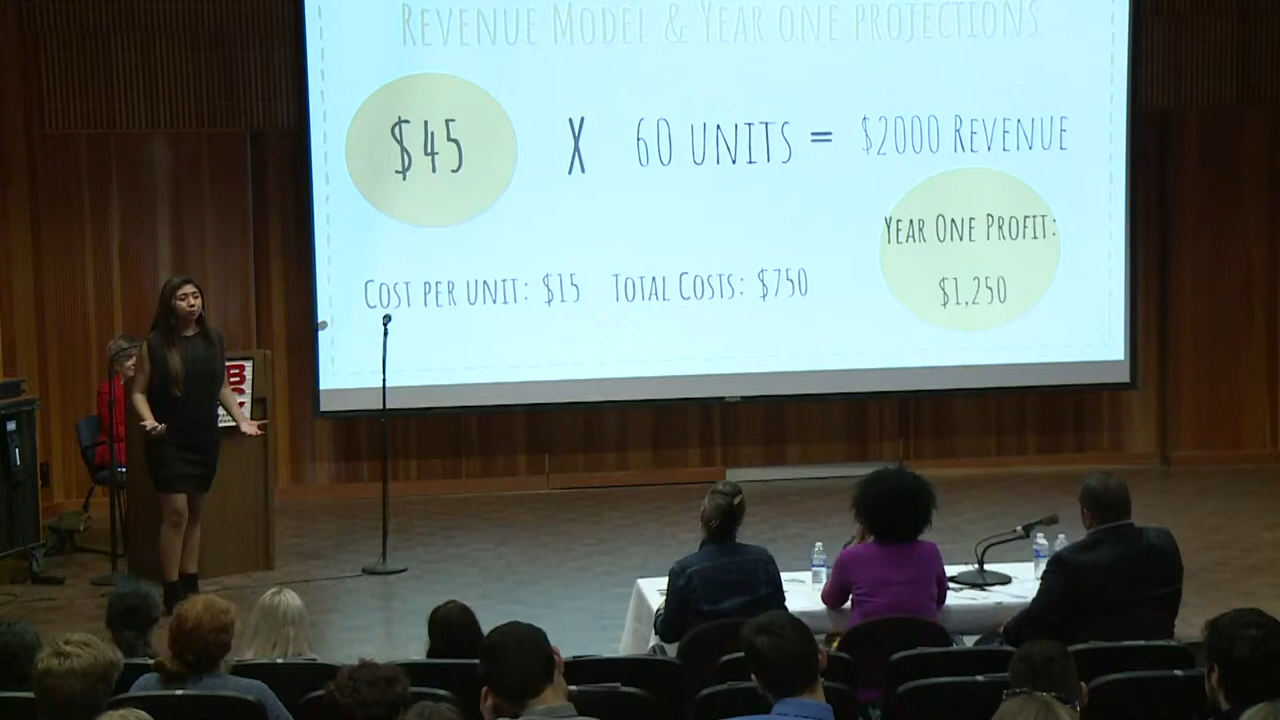 Revenue Model & Year one projections
$45 X 60 units = $2000 Revenue
Year One Profit:
$1,250
Cost per unit: $15 Total Costs: $750
B